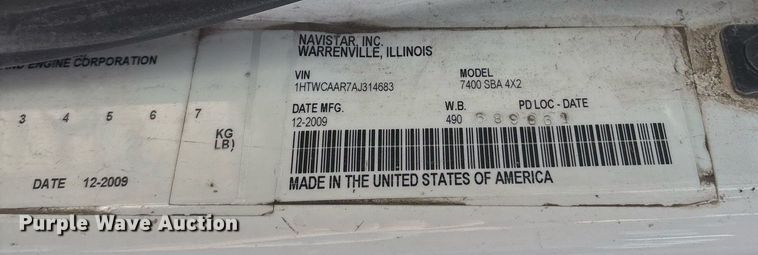 AND ENGINE CORPORATION
3 4 5 6 7
KG
LB)
DATE 12-2009
NAVISTAR, INC.
WARRENVILLE, ILLINOIS
VIN MODEL
1HTWCAAR7AJ314683 7400 SBA 4X2
DATE MFG. W.B. PD LOC - DATE
12-2009 490
MADE IN THE UNITED STATES OF AMERICA
Purple Wave Auction